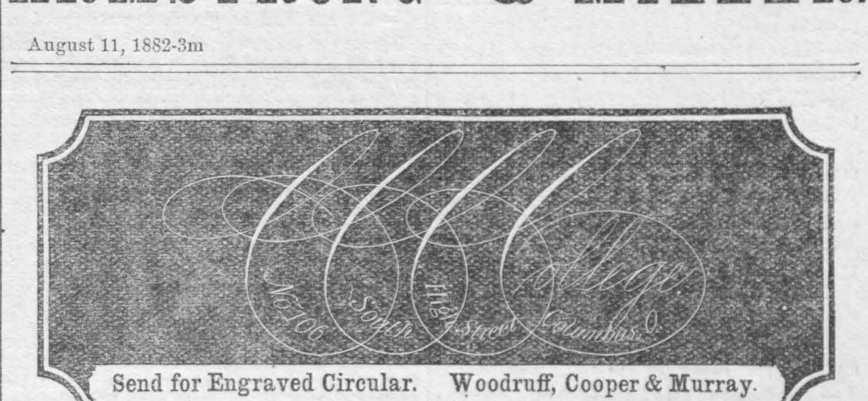 August 11, 1882-3m
C C C College
No 106 South High Street Columbus, O.
Send for Engraved Circular. Woodruff, Cooper & Murray.